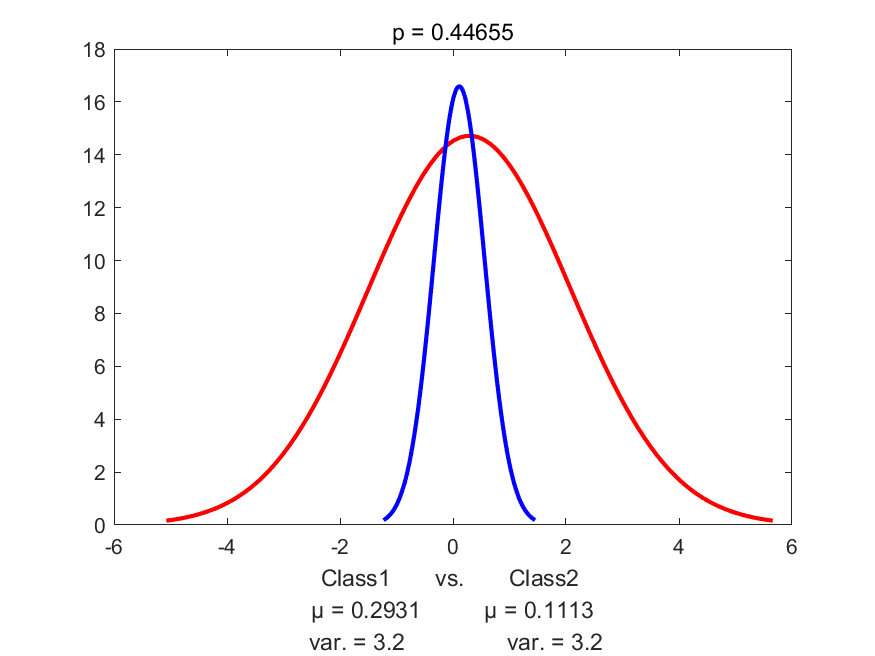 p = 0.44655
18
16
14
12
10
8
6
4
2
0
-6 -4 -2 0 2 4 6
Class1 vs. Class2
μ = 0.2931 μ = 0.1113
var. = 3.2 var. = 3.2